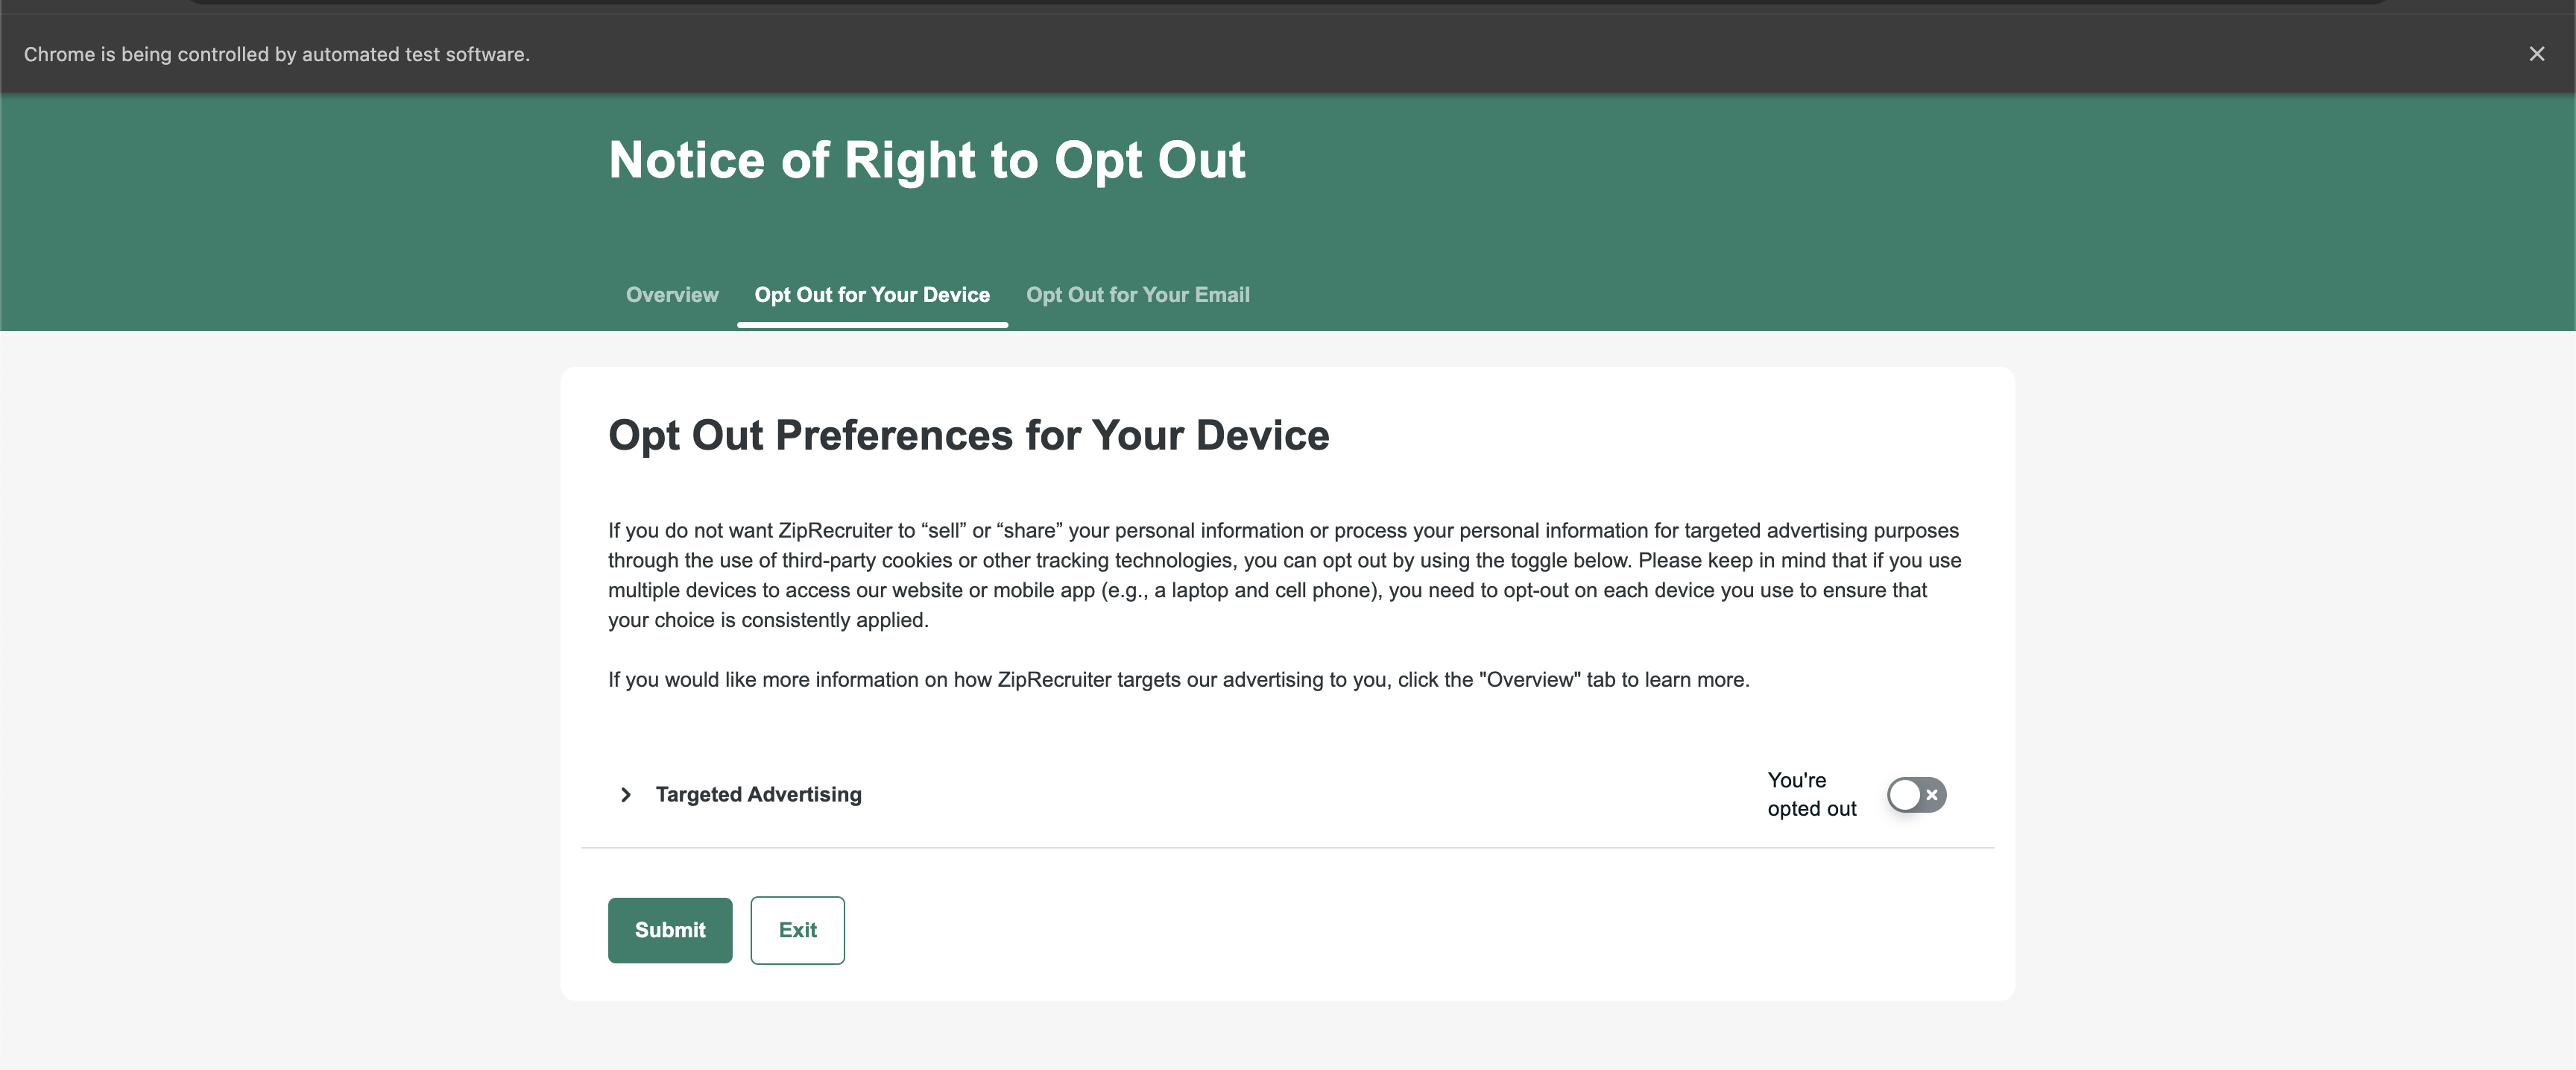 Chrome is being controlled by automated test software.
Notice of Right to Opt Out
Overview
Opt Out for Your Device
Opt Out for Your Email
Opt Out Preferences for Your Device
If you do not want ZipRecruiter to “sell” or “share” your personal information or process your personal information for targeted advertising purposes
through the use of third-party cookies or other tracking technologies, you can opt out by using the toggle below. Please keep in mind that if you use
multiple devices to access our website or mobile app (e.g., a laptop and cell phone), you need to opt-out on each device you use to ensure that
your choice is consistently applied.
If you would like more information on how ZipRecruiter targets our advertising to you, click the "Overview" tab to learn more.
Targeted Advertising
You're
opted out
Submit
Exit